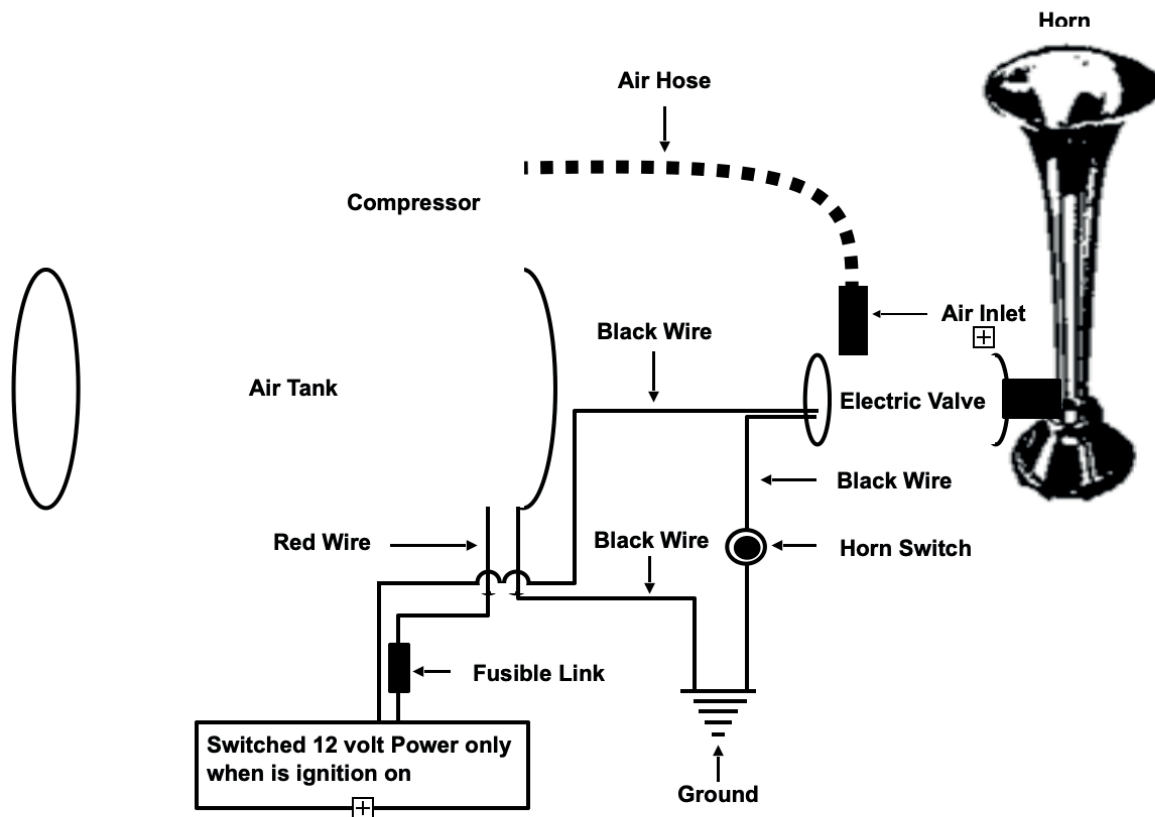 Horn
Air Hose
Compressor
Air Inlet
Black Wire
Air Tank
Electric Valve
Black Wire
Red Wire
Black Wire
Horn Switch
Fusible Link
Switched 12 volt Power only
when is ignition on
Ground